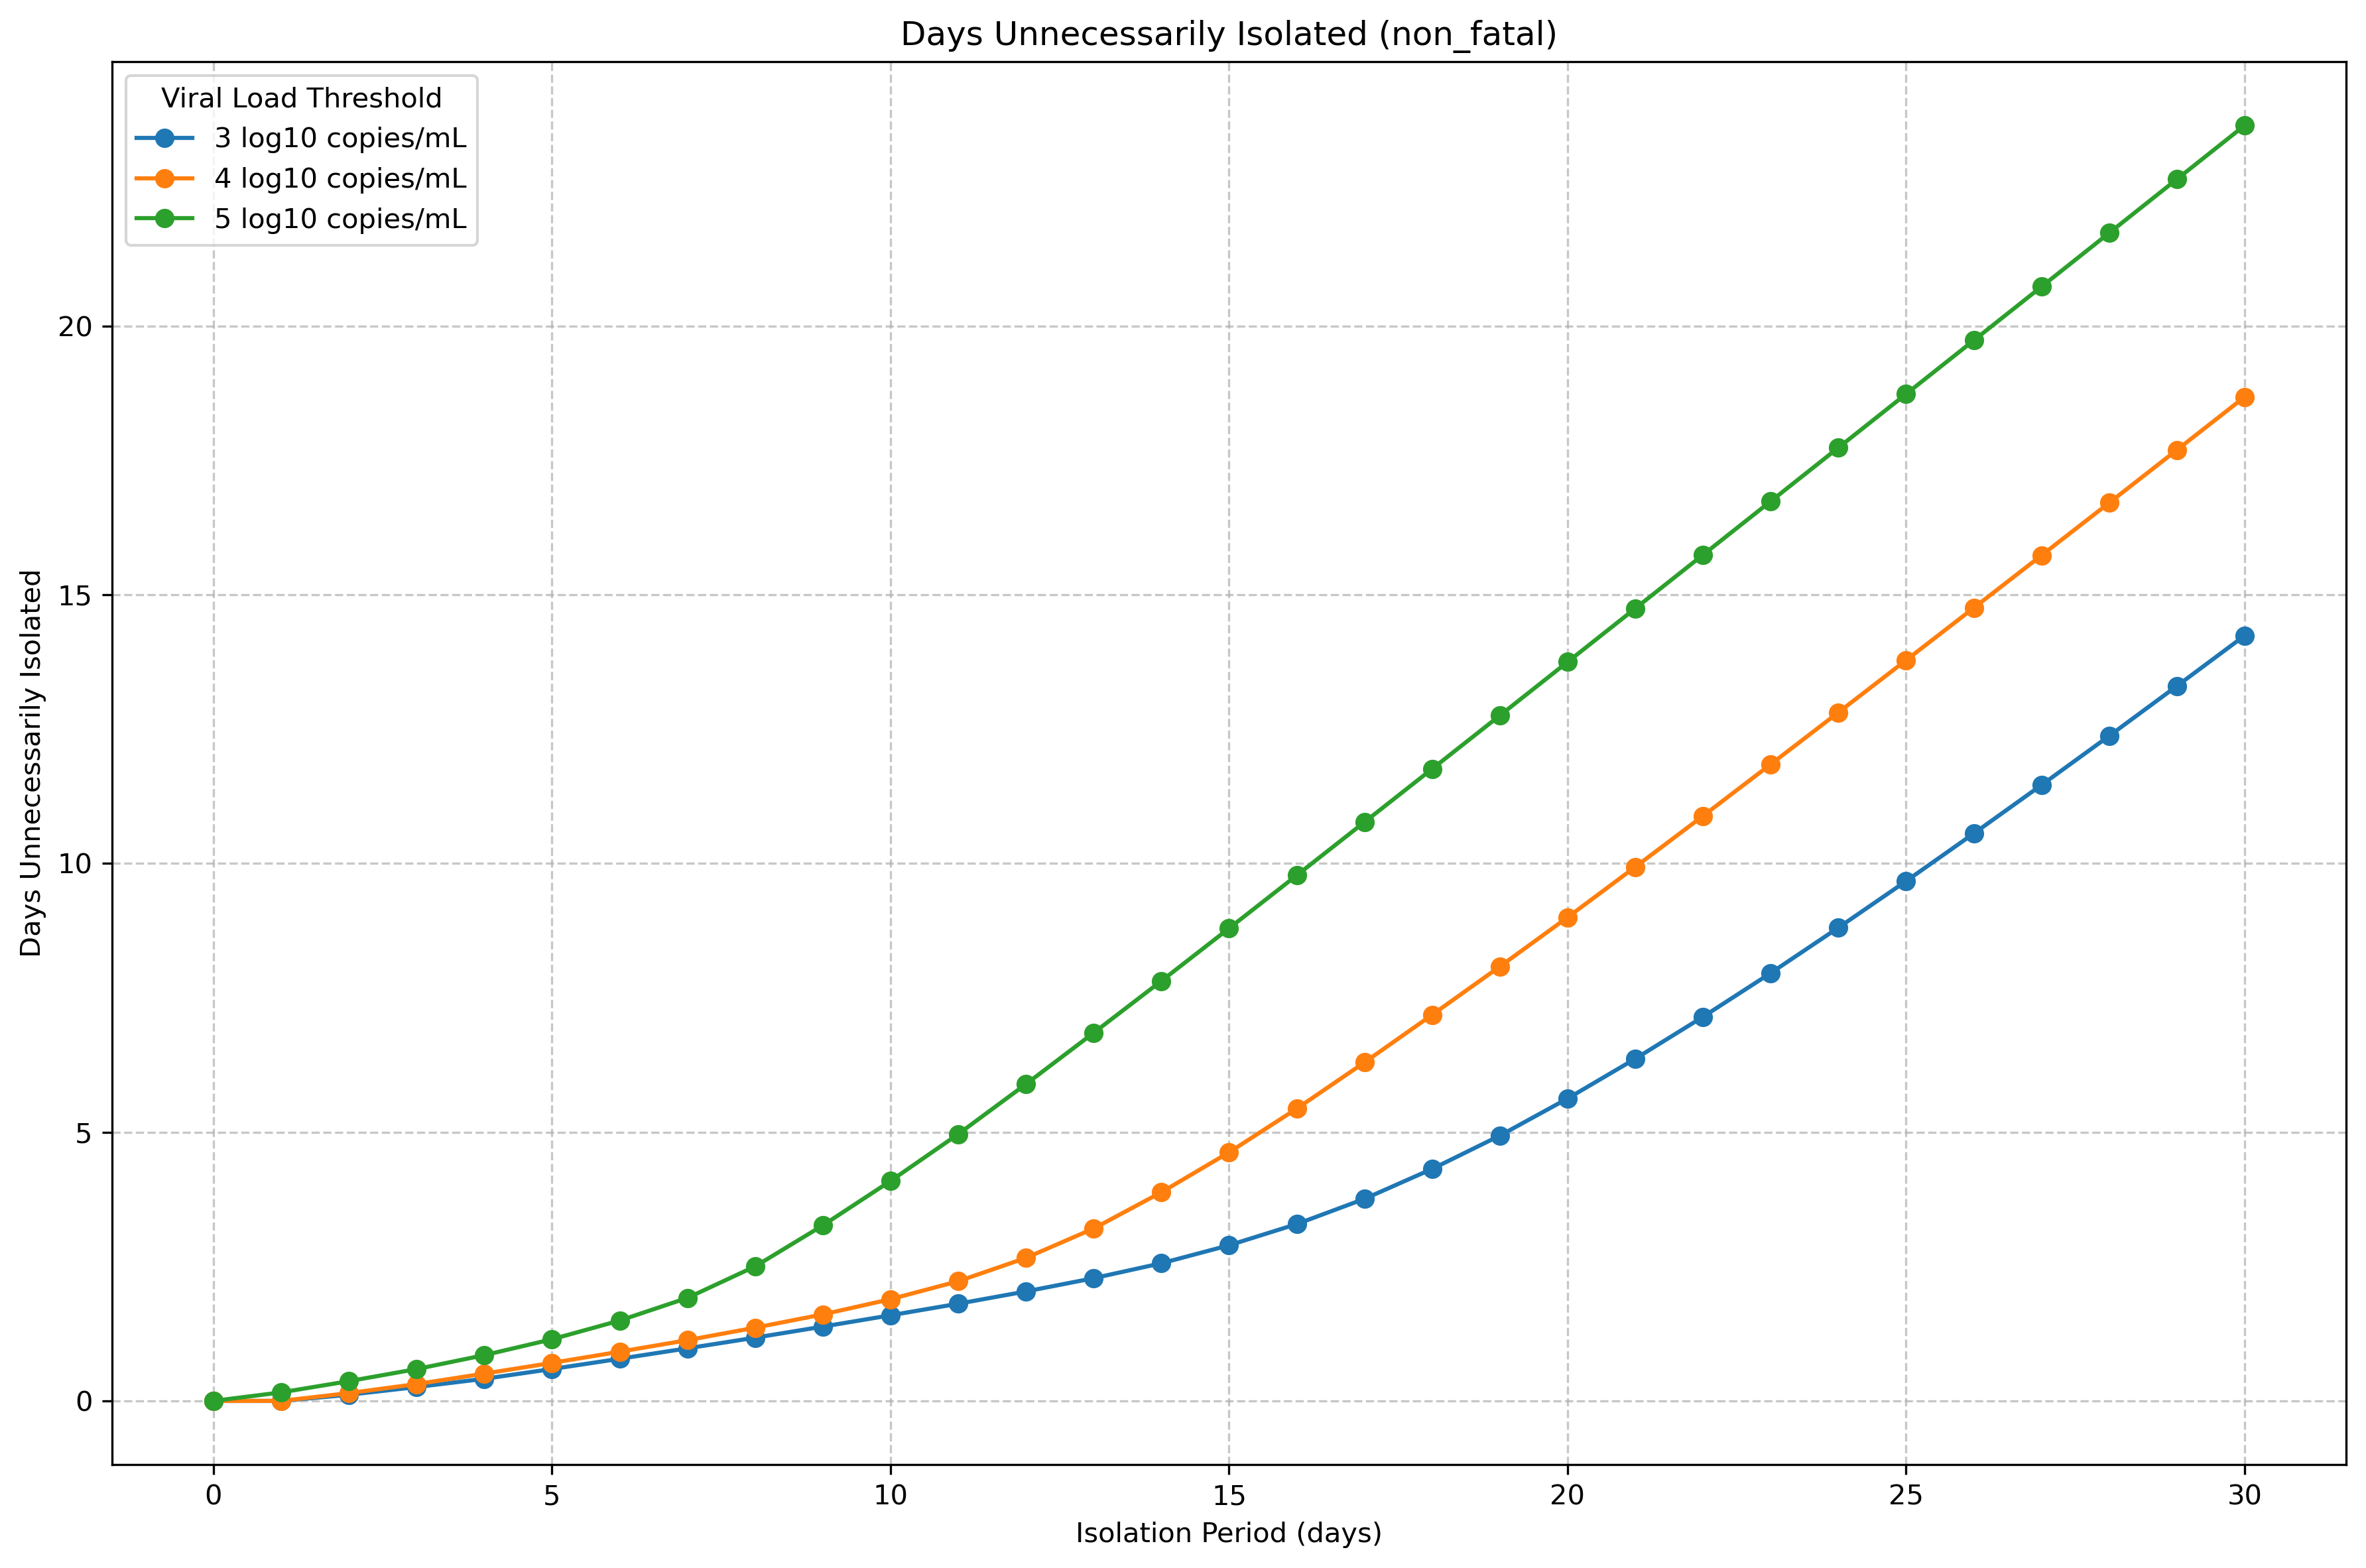 Days Unnecessarily Isolated (non_fatal)
Viral Load Threshold
3 log10 copies/mL
4 log10 copies/mL
5 log10 copies/mL
Days Unnecessarily Isolated
20
15
10
5
0
0 5 10 15 20 25 30
Isolation Period (days)